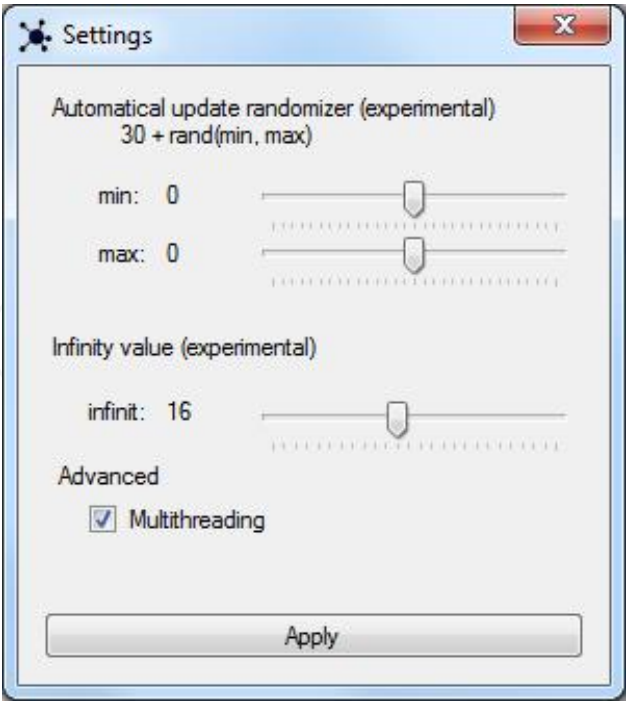 Settings
Automatical update randomizer (experimental)
30 + rand(min, max)
min: 0
max: 0
Infinity value (experimental)
infinit: 16
Advanced
Multithreading
Apply